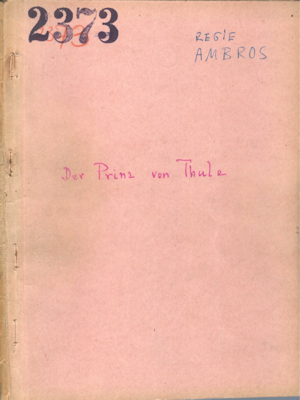 2373
REGIE
AMBROS
Der Prinz von Thule